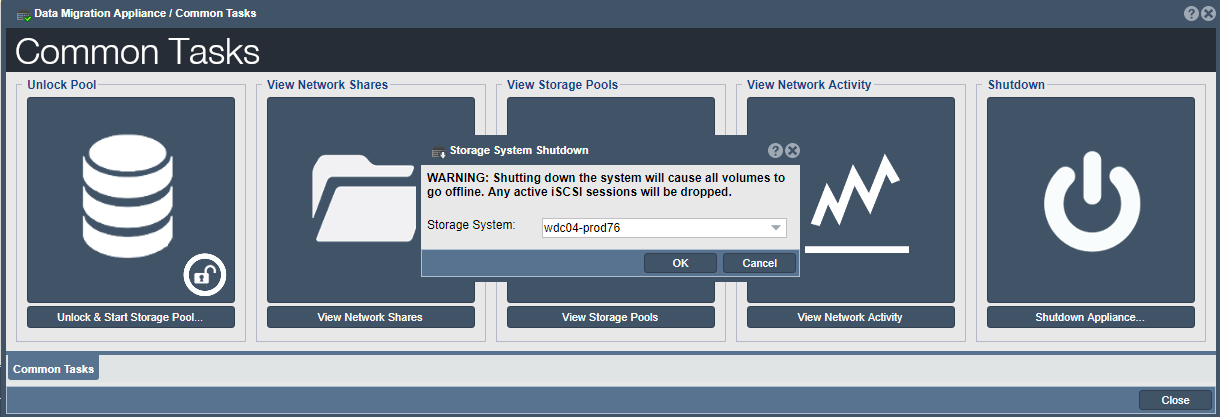 Data Migration Appliance / Common Tasks
Common Tasks
Unlock Pool
View Network Shares
View Storage Pools
View Network Activity
Shutdown
Storage System Shutdown
WARNING: Shutting down the system will cause all volumes to
go offline. Any active iSCSI sessions will be dropped.
Storage System:
wdc04-prod76
OK
Cancel
Unlock & Start Storage Pool...
View Network Shares
View Storage Pools
View Network Activity
Shutdown Appliance...
Common Tasks
Close